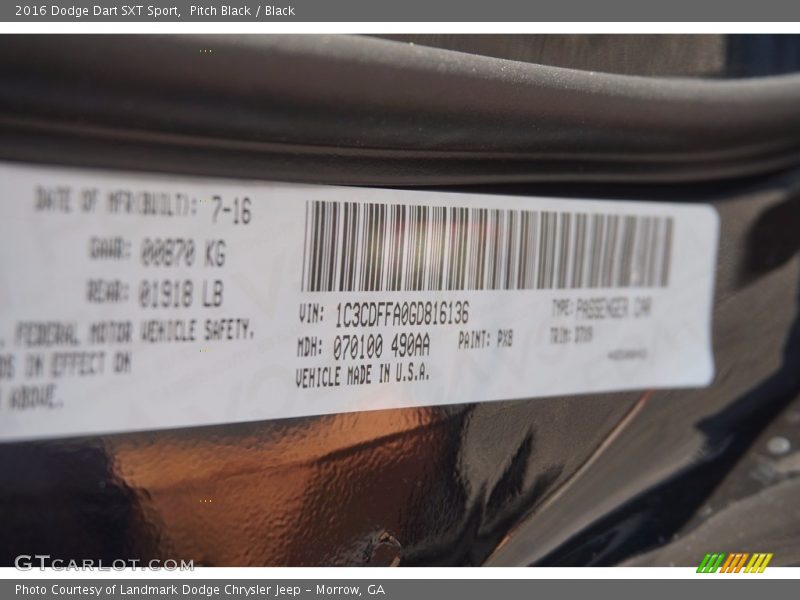 2016 Dodge Dart SXT Sport, Pitch Black / Black
DATE OF MFR(BUILT): 7-16
GAWR: 00870 KG
REAR: 01918 LB
. FEDERAL MOTOR VEHICLE SAFETY.
DS IN EFFECT ON
ABOVE.
VIN: 1C3CDFFA0GD816136
TYPE: PASSENGER CAR
MDH: 070100 490AA
PAINT: PX8
TRIM:
VEHICLE MADE IN U.S.A.
GTcarlot.com
Photo Courtesy of Landmark Dodge Chrysler Jeep – Morrow, GA